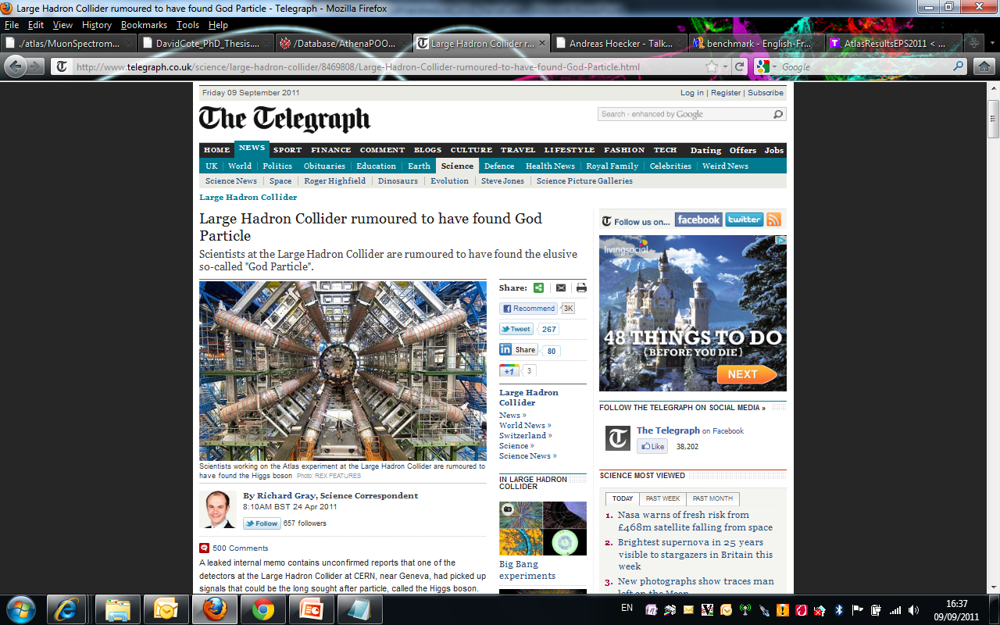 Large Hadron Collider rumoured to have found God Particle - Telegraph - Mozilla Firefox
File Edit View History Bookmarks Tools Help
./atlas/MuonSpectrom...
DavidCote_PhD_Thesis....
/Database/AthenaPOO...
Large Hadron Collider r...
Andreas Hoecker - Talk...
benchmark - English-Fr...
AtlasResultsEPS2011 < ...
http://www.telegraph.co.uk/science/large-hadron-collider/8469808/Large-Hadron-Collider-rumoured-to-have-found-God-Particle.html
Google
Friday 09 September 2011
Log in | Register | Subscribe
The Telegraph
Search - enhanced by Google
HOME NEWS SPORT FINANCE COMMENT BLOGS CULTURE TRAVEL LIFESTYLE FASHION TECH Dating Offers Jobs
UK World Politics Obituaries Education Earth Science Defence Health News Royal Family Celebrities Weird News
Science News Space Roger Highfield Dinosaurs Evolution Steve Jones Science Picture Galleries
Large Hadron Collider
Large Hadron Collider rumoured to have found God
Particle
Scientists at the Large Hadron Collider are rumoured to have found the elusive
so-called "God Particle".
Scientists working on the Atlas experiment at the Large Hadron Collider are rumoured to
have found the Higgs boson Photo: REX FEATURES
By Richard Gray, Science Correspondent
8:10AM BST 24 Apr 2011
Follow 657 followers
500 Comments
A leaked internal memo contains unconfirmed reports that one of the
detectors at the Large Hadron Collider at CERN, near Geneva, had picked up
signals that could be the long sought after particle, called the Higgs boson.
Share:
Recommend 3K
Tweet 267
in Share 80
+1 3
Large Hadron
Collider
News »
World News »
Switzerland »
Science »
Science News »
IN LARGE HADRON
COLLIDER
Big Bang
experiments
Follow us on... facebook twitter
livingsocial
48 THINGS TO DO
{BEFORE YOU DIE}
NEXT
FOLLOW THE TELEGRAPH ON SOCIAL MEDIA »
The Telegraph on Facebook
Like 38,202
SCIENCE MOST VIEWED
TODAY PAST WEEK PAST MONTH
1. Nasa warns of fresh risk from
£468m satellite falling from space
2. Brightest supernova in 25 years
visible to stargazers in Britain this
week
3. New photographs show traces man
left on the Moon
EN
16:37
09/09/2011